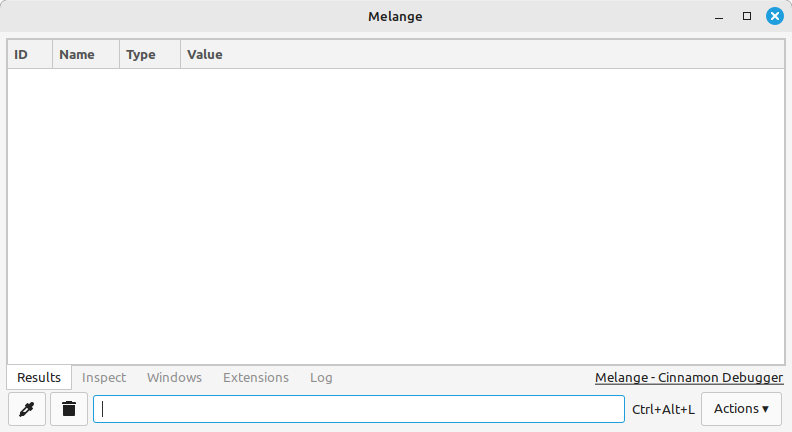 Melange
ID Name Type Value
Results Inspect Windows Extensions Log Melange - Cinnamon Debugger
Ctrl+Alt+L Actions ▾